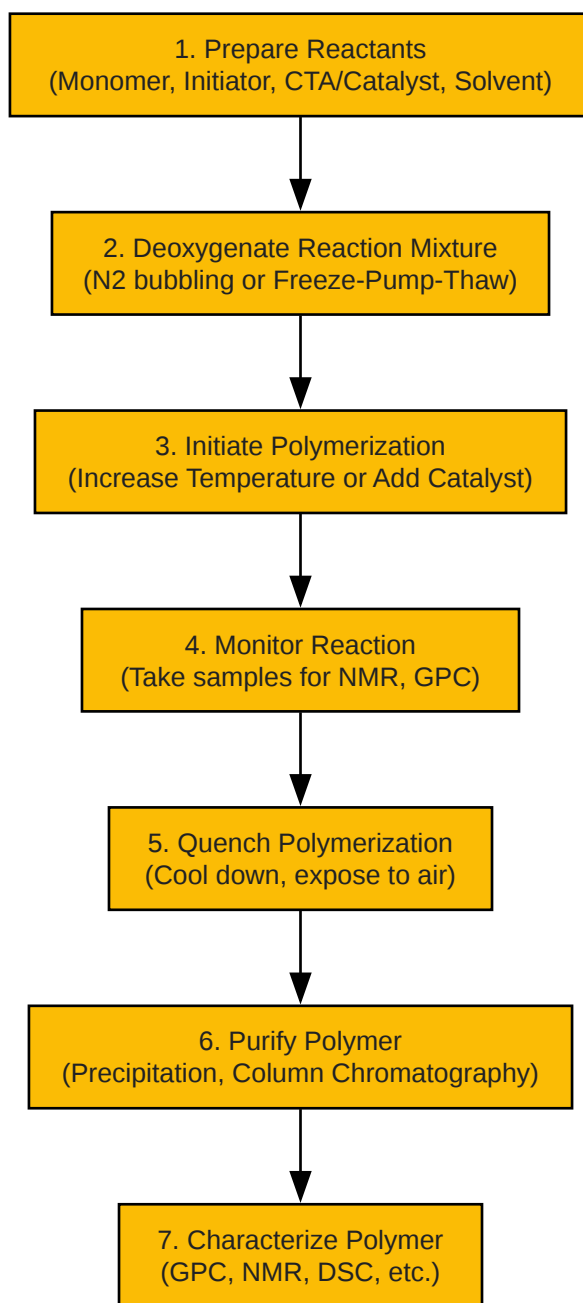 1. Prepare Reactants
(Monomer, Initiator, CTA/Catalyst, Solvent)
2. Deoxygenate Reaction Mixture
(N2 bubbling or Freeze-Pump-Thaw)
3. Initiate Polymerization
(Increase Temperature or Add Catalyst)
4. Monitor Reaction
(Take samples for NMR, GPC)
5. Quench Polymerization
(Cool down, expose to air)
6. Purify Polymer
(Precipitation, Column Chromatography)
7. Characterize Polymer
(GPC, NMR, DSC, etc.)